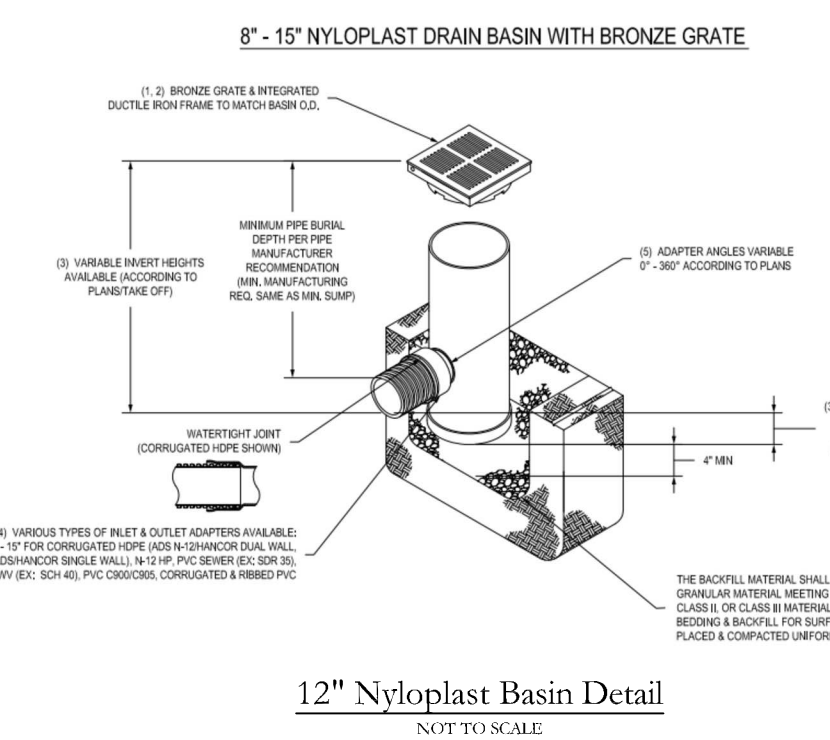 8" - 15" NYLOPLAST DRAIN BASIN WITH BRONZE GRATE
(1, 2) BRONZE GRATE & INTEGRATED
DUCTILE IRON FRAME TO MATCH BASIN O.D.
MINIMUM PIPE BURIAL
DEPTH PER PIPE
MANUFACTURER
RECOMMENDATION
(MIN. MANUFACTURING
REQ. SAME AS MIN. SUMP)
(3) VARIABLE INVERT HEIGHTS
AVAILABLE (ACCORDING TO
PLANS/TAKE OFF)
(5) ADAPTER ANGLES VARIABLE
0° - 360° ACCORDING TO PLANS
WATERTIGHT JOINT
(CORRUGATED HDPE SHOWN)
(3
4" MIN
4) VARIOUS TYPES OF INLET & OUTLET ADAPTERS AVAILABLE:
- 15" FOR CORRUGATED HDPE (ADS N-12/HANCOR DUAL WALL,
DS/HANCOR SINGLE WALL), N-12 HP, PVC SEWER (EX: SDR 35),
WV (EX: SCH 40), PVC C900/C905, CORRUGATED & RIBBED PVC
THE BACKFILL MATERIAL SHALL
GRANULAR MATERIAL MEETING
CLASS II, OR CLASS III MATERIAL
BEDDING & BACKFILL FOR SURF
PLACED & COMPACTED UNIFOR
12" Nyloplast Basin Detail
NOT TO SCALE